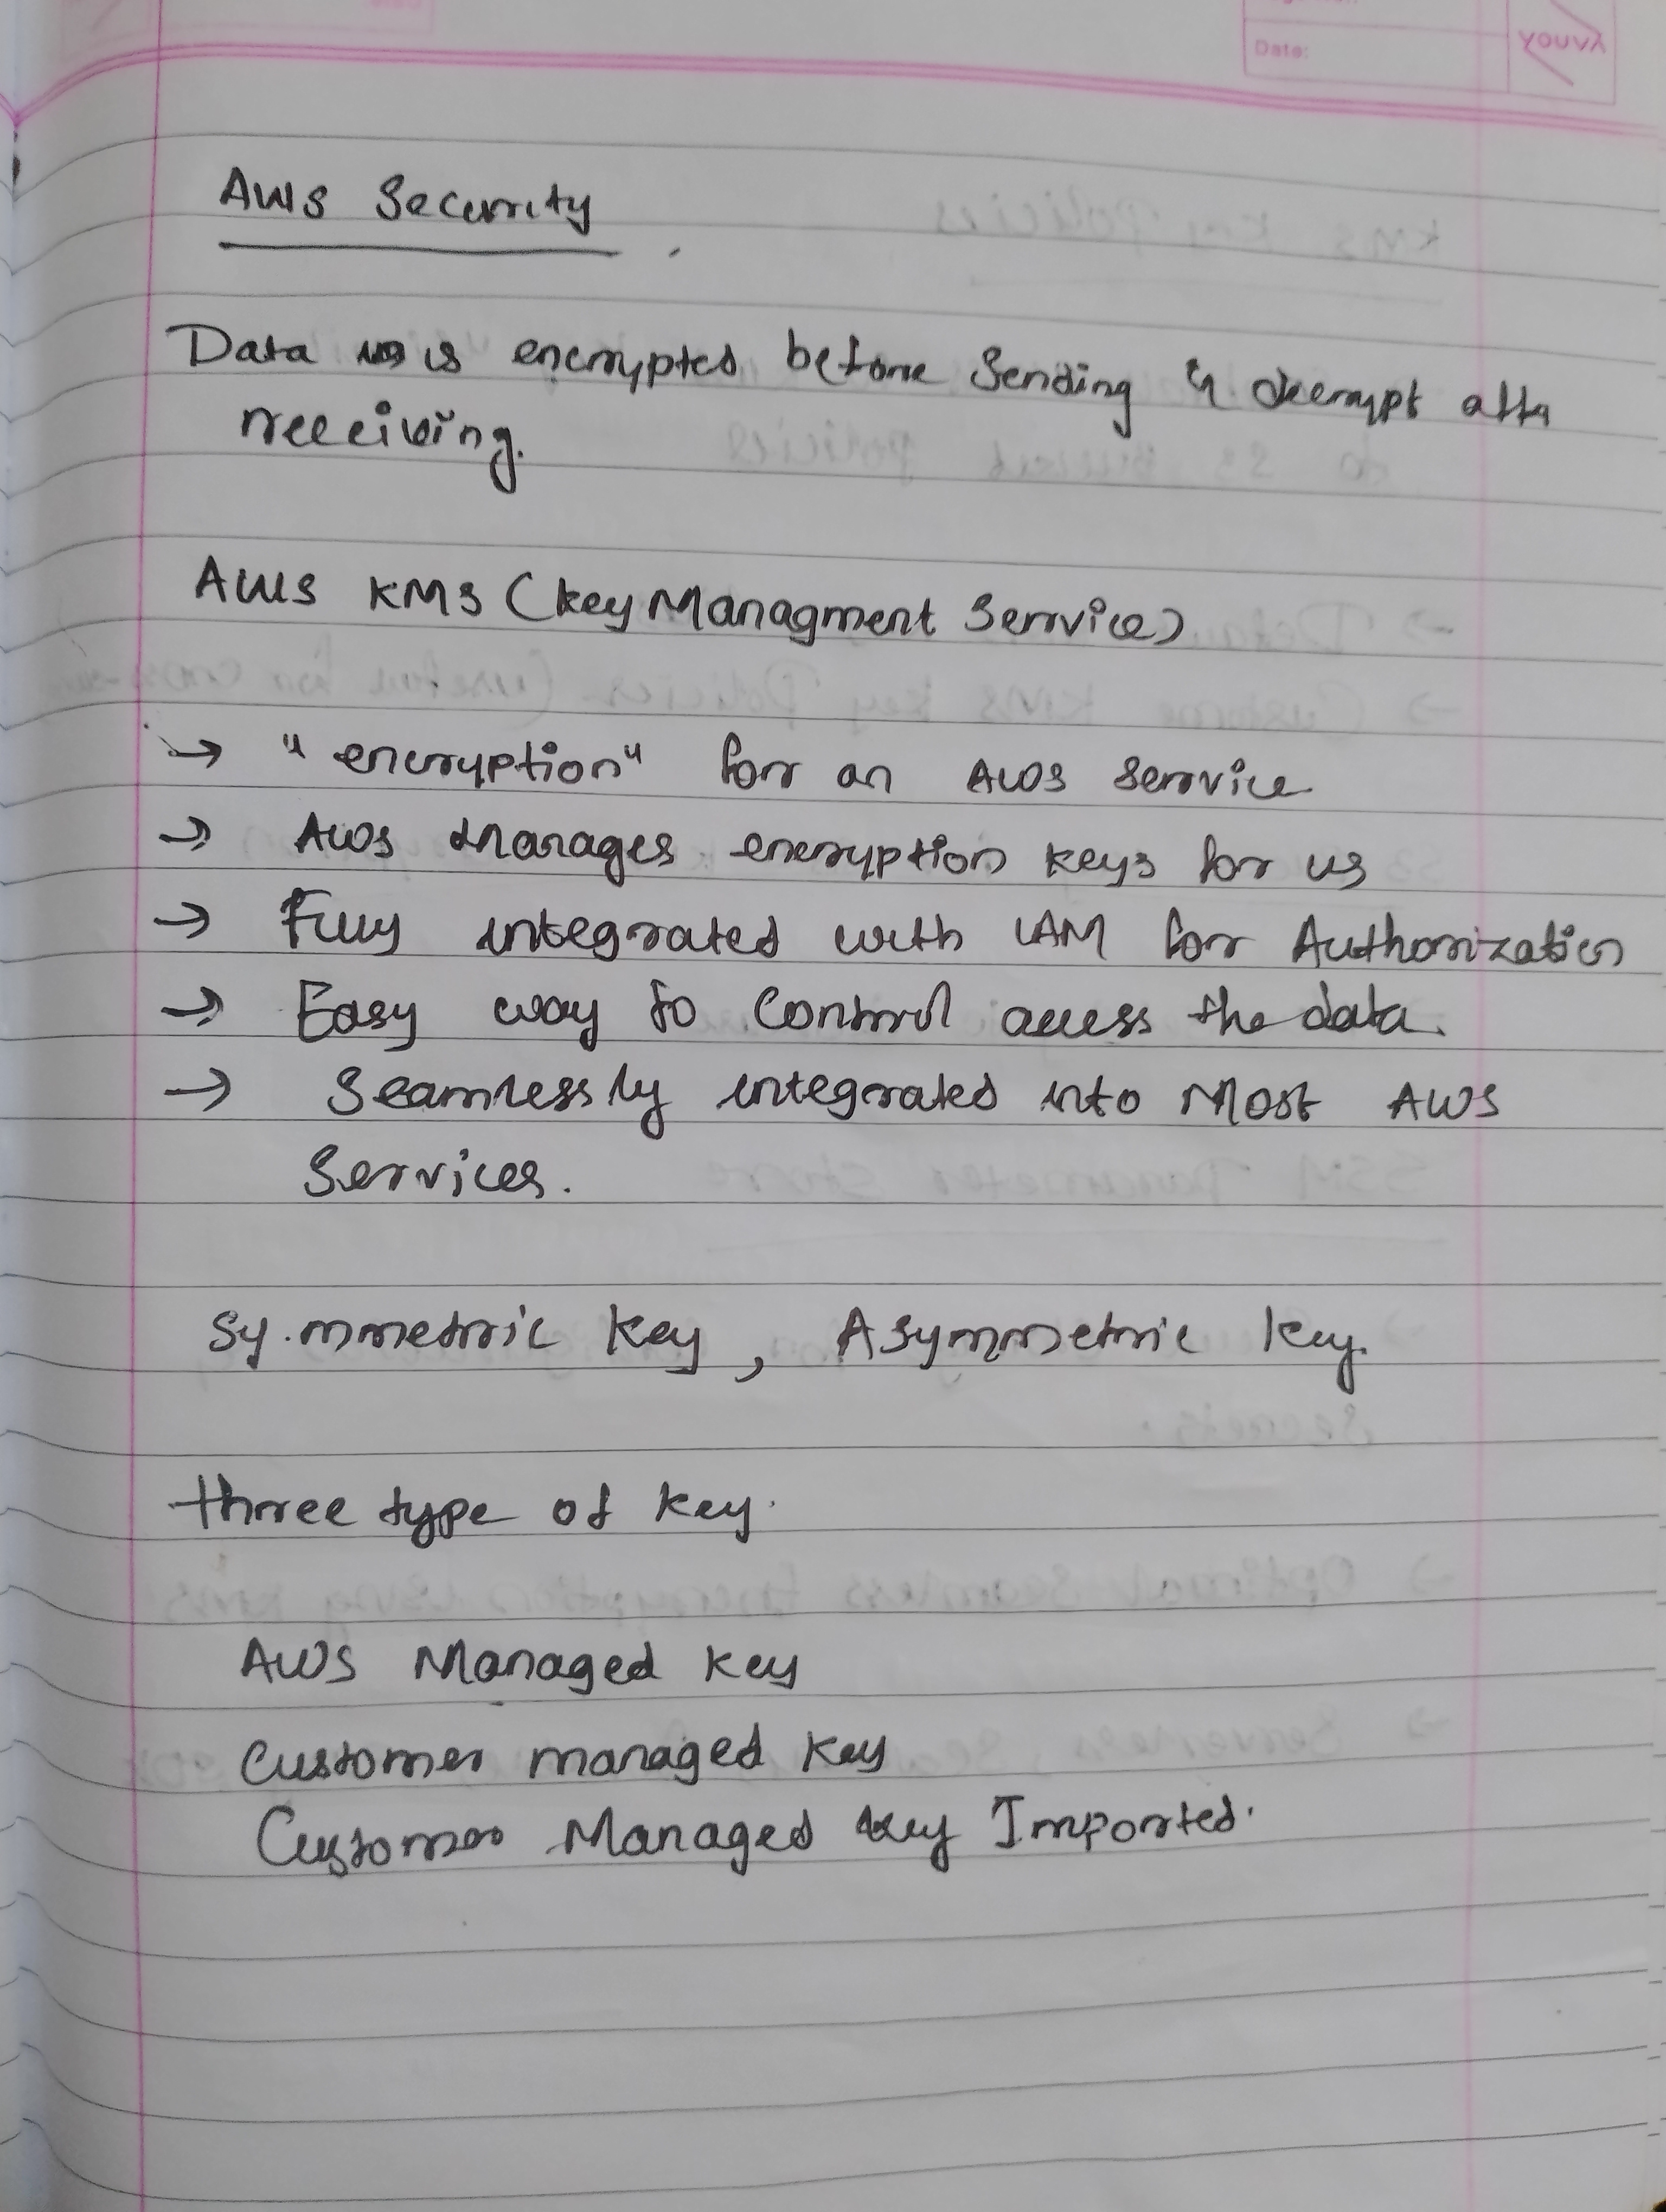 Date:
YOUVA
AWS Security
Data is encrypted before sending & decrypt after
receiving.
AWS KMS (Key Managment Service)
→ "encryption" for an AWS service
→ AWS Manages encryption keys for us
→ Fully integrated with IAM for Authorization
→ Easy way to Control access the data.
→ Seamlessly integrated into Most AWS
Services.
Symmetric Key, Asymmetric key.
three type of key.
AWS Managed Key
Customer managed Key
Customer Managed Key Imported.